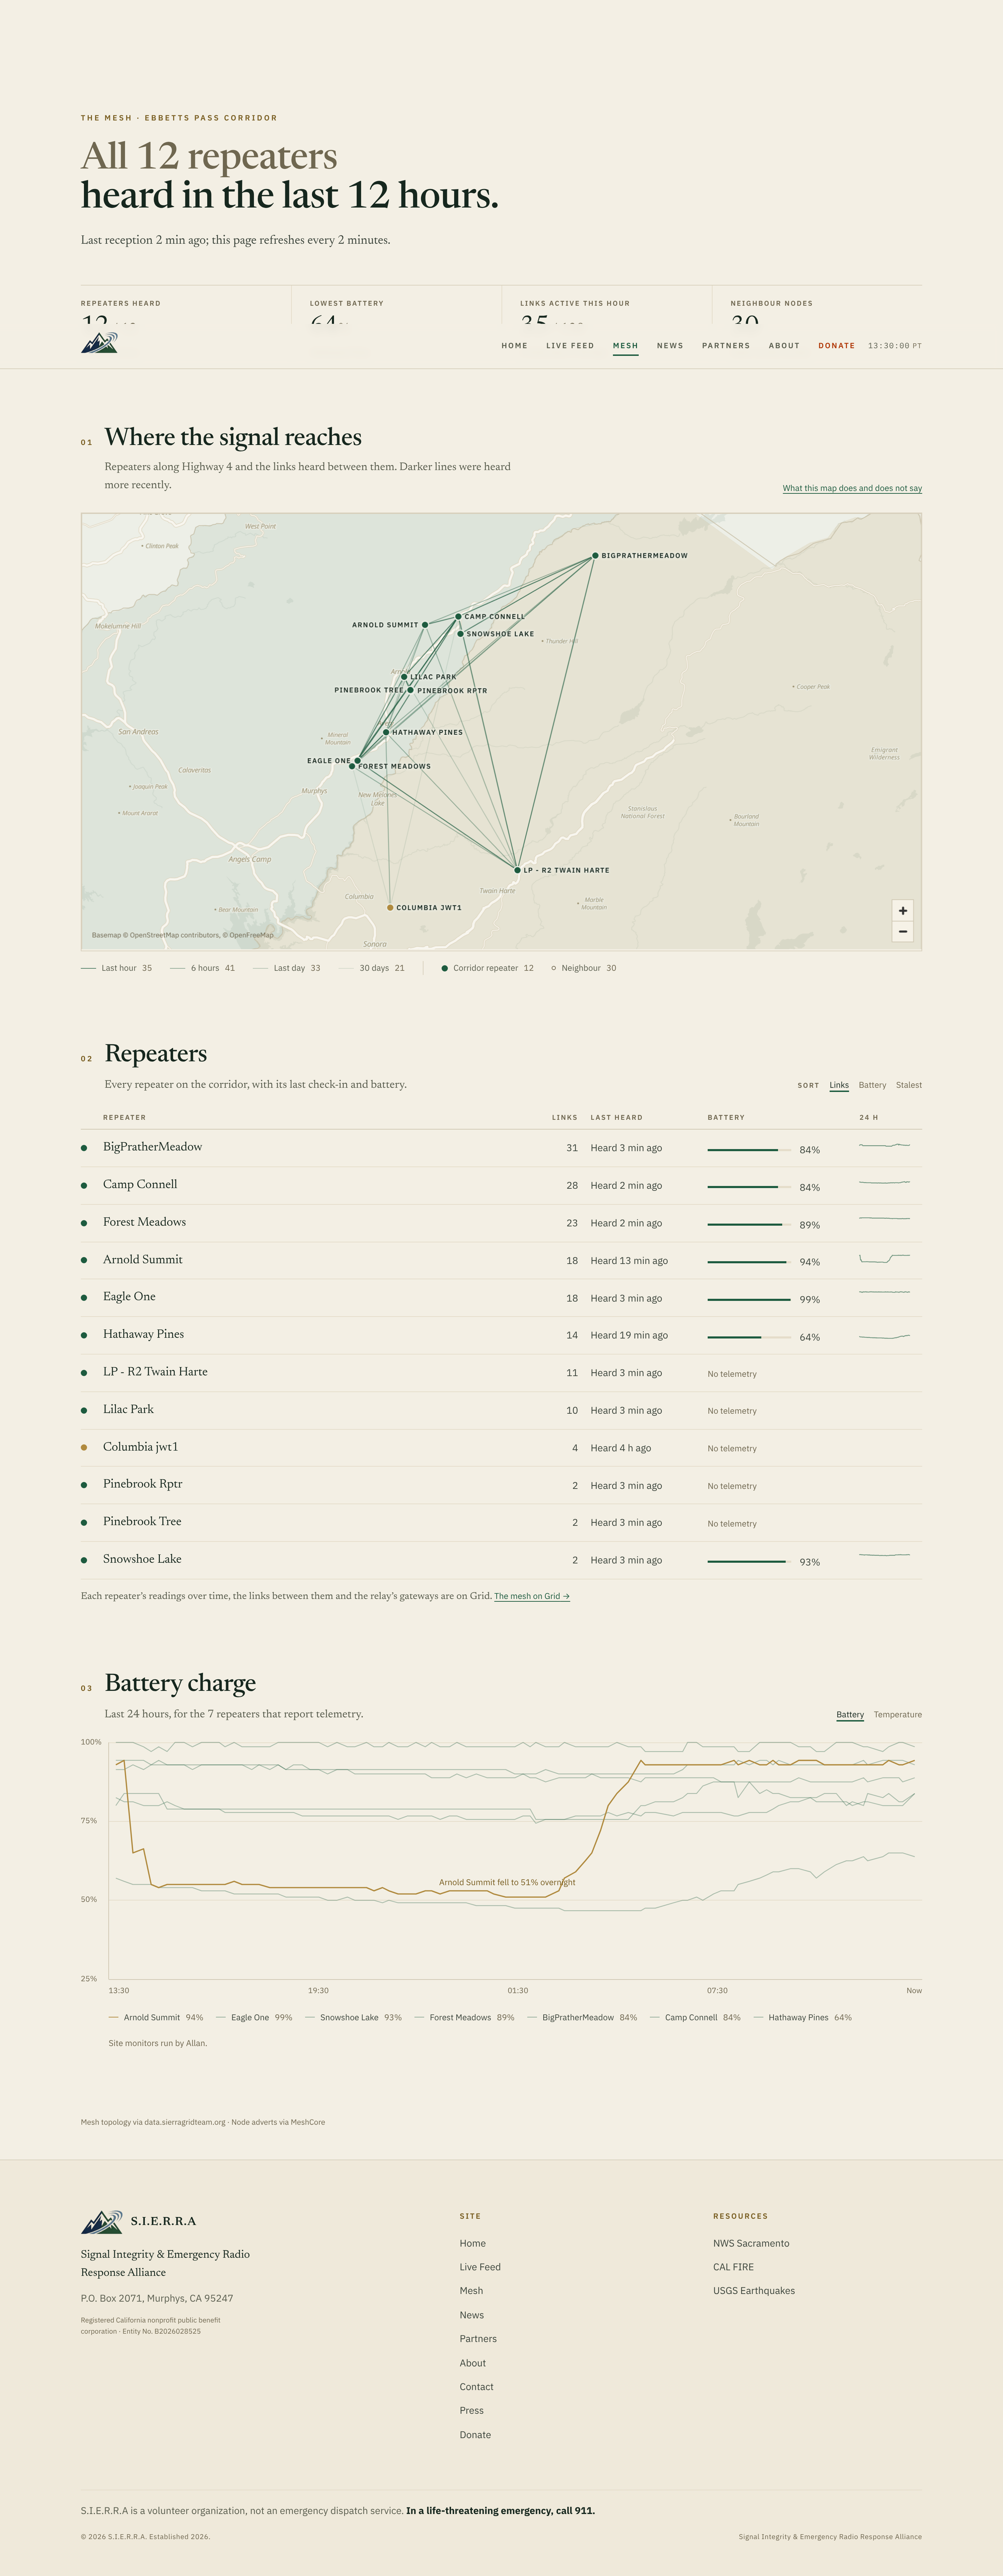 THE MESH · EBBETTS PASS CORRIDOR
All 12 repeaters
heard in the last 12 hours.
Last reception 2 min ago; this page refreshes every 2 minutes.
REPEATERS HEARD
LOWEST BATTERY
LINKS ACTIVE THIS HOUR
NEIGHBOUR NODES
HOME LIVE FEED MESH NEWS PARTNERS ABOUT DONATE 13:30:00 PT
01 Where the signal reaches
Repeaters along Highway 4 and the links heard between them. Darker lines were heard
more recently.
What this map does and does not say
West Point
Clinton Peak
BIGPRATHERMEADOW
CAMP CONNELL
ARNOLD SUMMIT
Mokelumne Hill
SNOWSHOE LAKE
Thunder Hill
LILAC PARK
PINEBROOK TREE
PINEBROOK RPTR
Cooper Peak
San Andreas
HATHAWAY PINES
Mineral
Mountain
Emigrant
Wilderness
EAGLE ONE
FOREST MEADOWS
Calaveritas
Joaquin Peak
Murphys
New Melones
Lake
Mount Ararat
Stanislaus
National Forest
Bourland
Mountain
Angels Camp
LP - R2 TWAIN HARTE
Twain Harte
Columbia
Marble
Mountain
COLUMBIA JWT1
Bear Mountain
Basemap © OpenStreetMap contributors, © OpenFreeMap
Sonora
+
−
Last hour 35 6 hours 41 Last day 33 30 days 21 Corridor repeater 12 Neighbour 30
02 Repeaters
Every repeater on the corridor, with its last check-in and battery.
SORT Links Battery Stalest
REPEATER LINKS LAST HEARD BATTERY 24 H
BigPratherMeadow 31 Heard 3 min ago 84%
Camp Connell 28 Heard 2 min ago 84%
Forest Meadows 23 Heard 2 min ago 89%
Arnold Summit 18 Heard 13 min ago 94%
Eagle One 18 Heard 3 min ago 99%
Hathaway Pines 14 Heard 19 min ago 64%
LP - R2 Twain Harte 11 Heard 3 min ago No telemetry
Lilac Park 10 Heard 3 min ago No telemetry
Columbia jwt1 4 Heard 4 h ago No telemetry
Pinebrook Rptr 2 Heard 3 min ago No telemetry
Pinebrook Tree 2 Heard 3 min ago No telemetry
Snowshoe Lake 2 Heard 3 min ago 93%
Each repeater's readings over time, the links between them and the relay's gateways are on Grid. The mesh on Grid →
03 Battery charge
Last 24 hours, for the 7 repeaters that report telemetry.
Battery Temperature
100%
75%
Arnold Summit fell to 51% overnight
50%
25%
13:30 19:30 01:30 07:30 Now
Arnold Summit 94% Eagle One 99% Snowshoe Lake 93% Forest Meadows 89% BigPratherMeadow 84% Camp Connell 84% Hathaway Pines 64%
Site monitors run by Allan.
Mesh topology via data.sierragridteam.org · Node adverts via MeshCore
S.I.E.R.R.A
Signal Integrity & Emergency Radio
Response Alliance
P.O. Box 2071, Murphys, CA 95247
Registered California nonprofit public benefit
corporation · Entity No. B2026028525
SITE
Home
Live Feed
Mesh
News
Partners
About
Contact
Press
Donate
RESOURCES
NWS Sacramento
CAL FIRE
USGS Earthquakes
S.I.E.R.R.A is a volunteer organization, not an emergency dispatch service. In a life-threatening emergency, call 911.
© 2026 S.I.E.R.R.A. Established 2026.
Signal Integrity & Emergency Radio Response Alliance